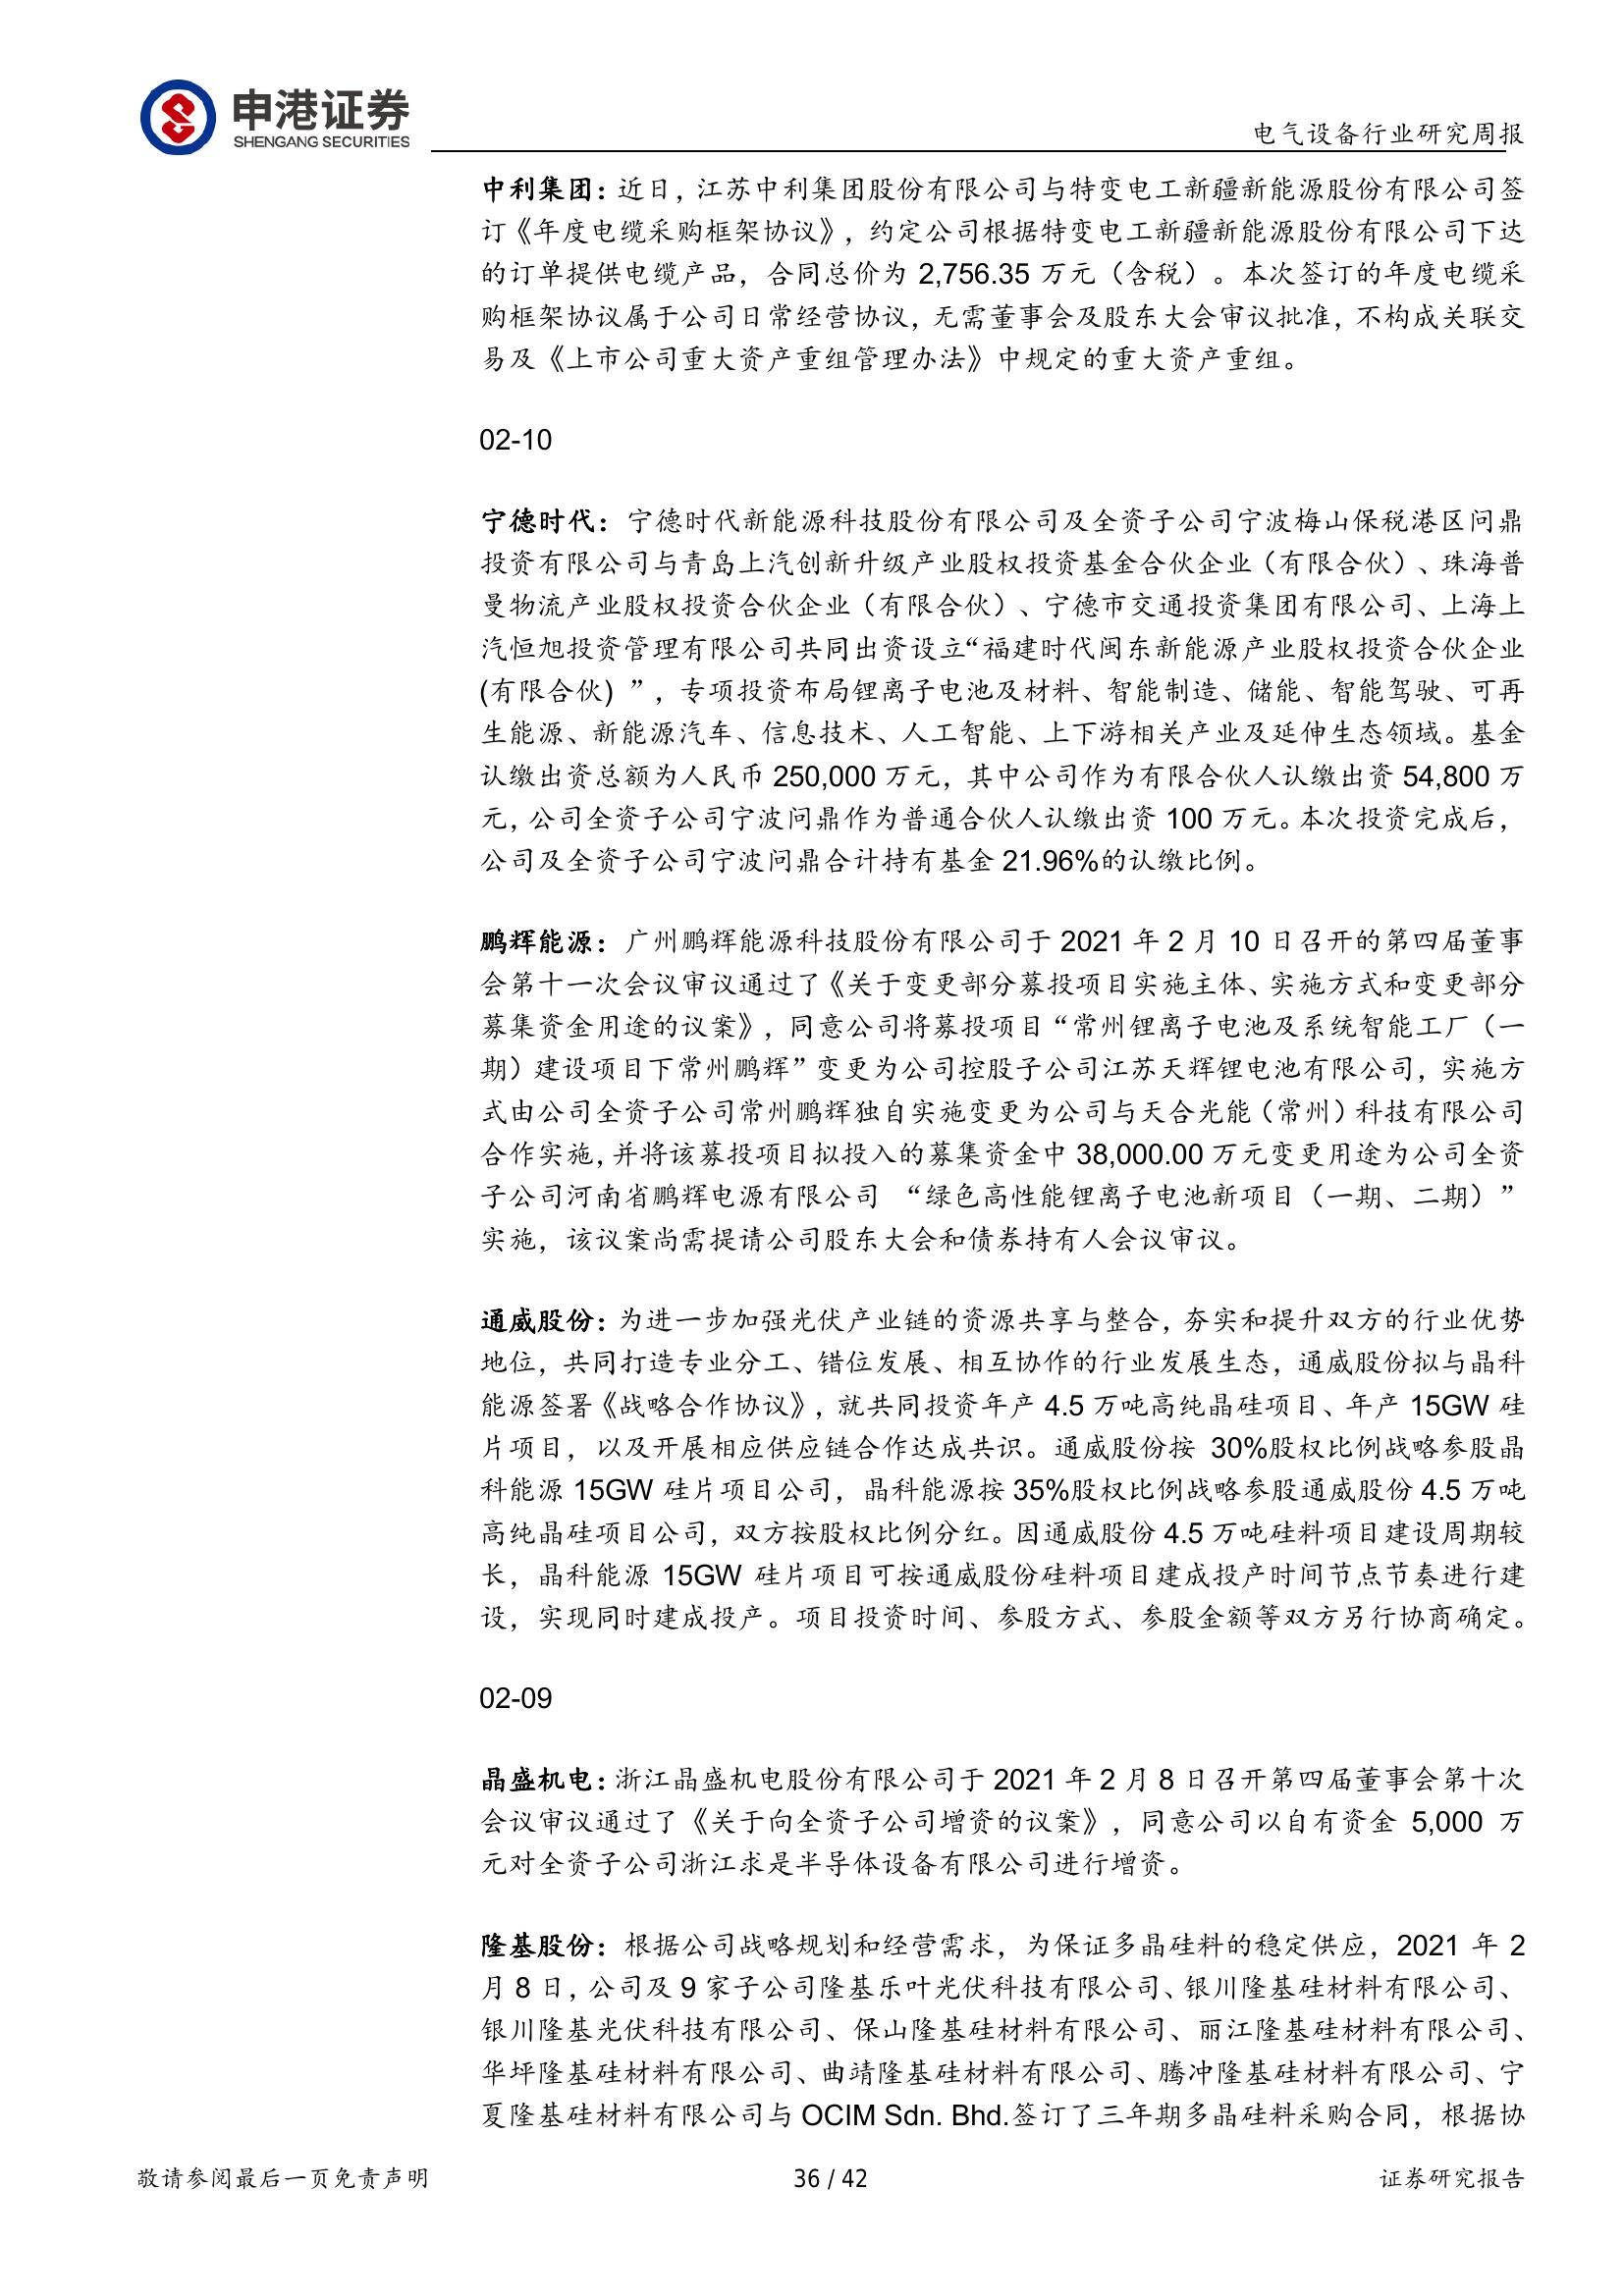 申港证券
SHENGANG SECURITIES
电气设备行业研究周报
中利集团：近日，江苏中利集团股份有限公司与特变电工新疆新能源股份有限公司签
订《年度电缆采购框架协议》，约定公司根据特变电工新疆新能源股份有限公司下达
的订单提供电缆产品，合同总价为 2,756.35 万元（含税）。本次签订的年度电缆采
购框架协议属于公司日常经营协议，无需董事会及股东大会审议批准，不构成关联交
易及《上市公司重大资产重组管理办法》中规定的重大资产重组。
02-10
宁德时代：宁德时代新能源科技股份有限公司及全资子公司宁波梅山保税港区问鼎
投资有限公司与青岛上汽创新升级产业股权投资基金合伙企业（有限合伙）、珠海普
曼物流产业股权投资合伙企业（有限合伙）、宁德市交通投资集团有限公司、上海上
汽恒旭投资管理有限公司共同出资设立“福建时代闽东新能源产业股权投资合伙企业
(有限合伙) ”，专项投资布局锂离子电池及材料、智能制造、储能、智能驾驶、可再
生能源、新能源汽车、信息技术、人工智能、上下游相关产业及延伸生态领域。基金
认缴出资总额为人民币 250,000 万元，其中公司作为有限合伙人认缴出资 54,800 万
元，公司全资子公司宁波问鼎作为普通合伙人认缴出资 100 万元。本次投资完成后，
公司及全资子公司宁波问鼎合计持有基金 21.96%的认缴比例。
鹏辉能源：广州鹏辉能源科技股份有限公司于 2021 年 2 月 10 日召开的第四届董事
会第十一次会议审议通过了《关于变更部分募投项目实施主体、实施方式和变更部分
募集资金用途的议案》，同意公司将募投项目“常州锂离子电池及系统智能工厂（一
期）建设项目下常州鹏辉”变更为公司控股子公司江苏天辉锂电池有限公司，实施方
式由公司全资子公司常州鹏辉独自实施变更为公司与天合光能（常州）科技有限公司
合作实施，并将该募投项目拟投入的募集资金中 38,000.00 万元变更用途为公司全资
子公司河南省鹏辉电源有限公司 “绿色高性能锂离子电池新项目（一期、二期）”
实施，该议案尚需提请公司股东大会和债券持有人会议审议。
通威股份：为进一步加强光伏产业链的资源共享与整合，夯实和提升双方的行业优势
地位，共同打造专业分工、错位发展、相互协作的行业发展生态，通威股份拟与晶科
能源签署《战略合作协议》，就共同投资年产 4.5 万吨高纯晶硅项目、年产 15GW 硅
片项目，以及开展相应供应链合作达成共识。通威股份按 30%股权比例战略参股晶
科能源 15GW 硅片项目公司，晶科能源按 35%股权比例战略参股通威股份 4.5 万吨
高纯晶硅项目公司，双方按股权比例分红。因通威股份 4.5 万吨硅料项目建设周期较
长，晶科能源 15GW 硅片项目可按通威股份硅料项目建成投产时间节点节奏进行建
设，实现同时建成投产。项目投资时间、参股方式、参股金额等双方另行协商确定。
02-09
晶盛机电：浙江晶盛机电股份有限公司于 2021 年 2 月 8 日召开第四届董事会第十次
会议审议通过了《关于向全资子公司增资的议案》，同意公司以自有资金 5,000 万
元对全资子公司浙江求是半导体设备有限公司进行增资。
隆基股份：根据公司战略规划和经营需求，为保证多晶硅料的稳定供应，2021 年 2
月 8 日，公司及 9 家子公司隆基乐叶光伏科技有限公司、银川隆基硅材料有限公司、
银川隆基光伏科技有限公司、保山隆基硅材料有限公司、丽江隆基硅材料有限公司、
华坪隆基硅材料有限公司、曲靖隆基硅材料有限公司、腾冲隆基硅材料有限公司、宁
夏隆基硅材料有限公司与 OCIM Sdn. Bhd.签订了三年期多晶硅料采购合同，根据协
敬请参阅最后一页免责声明
36 / 42
证券研究报告